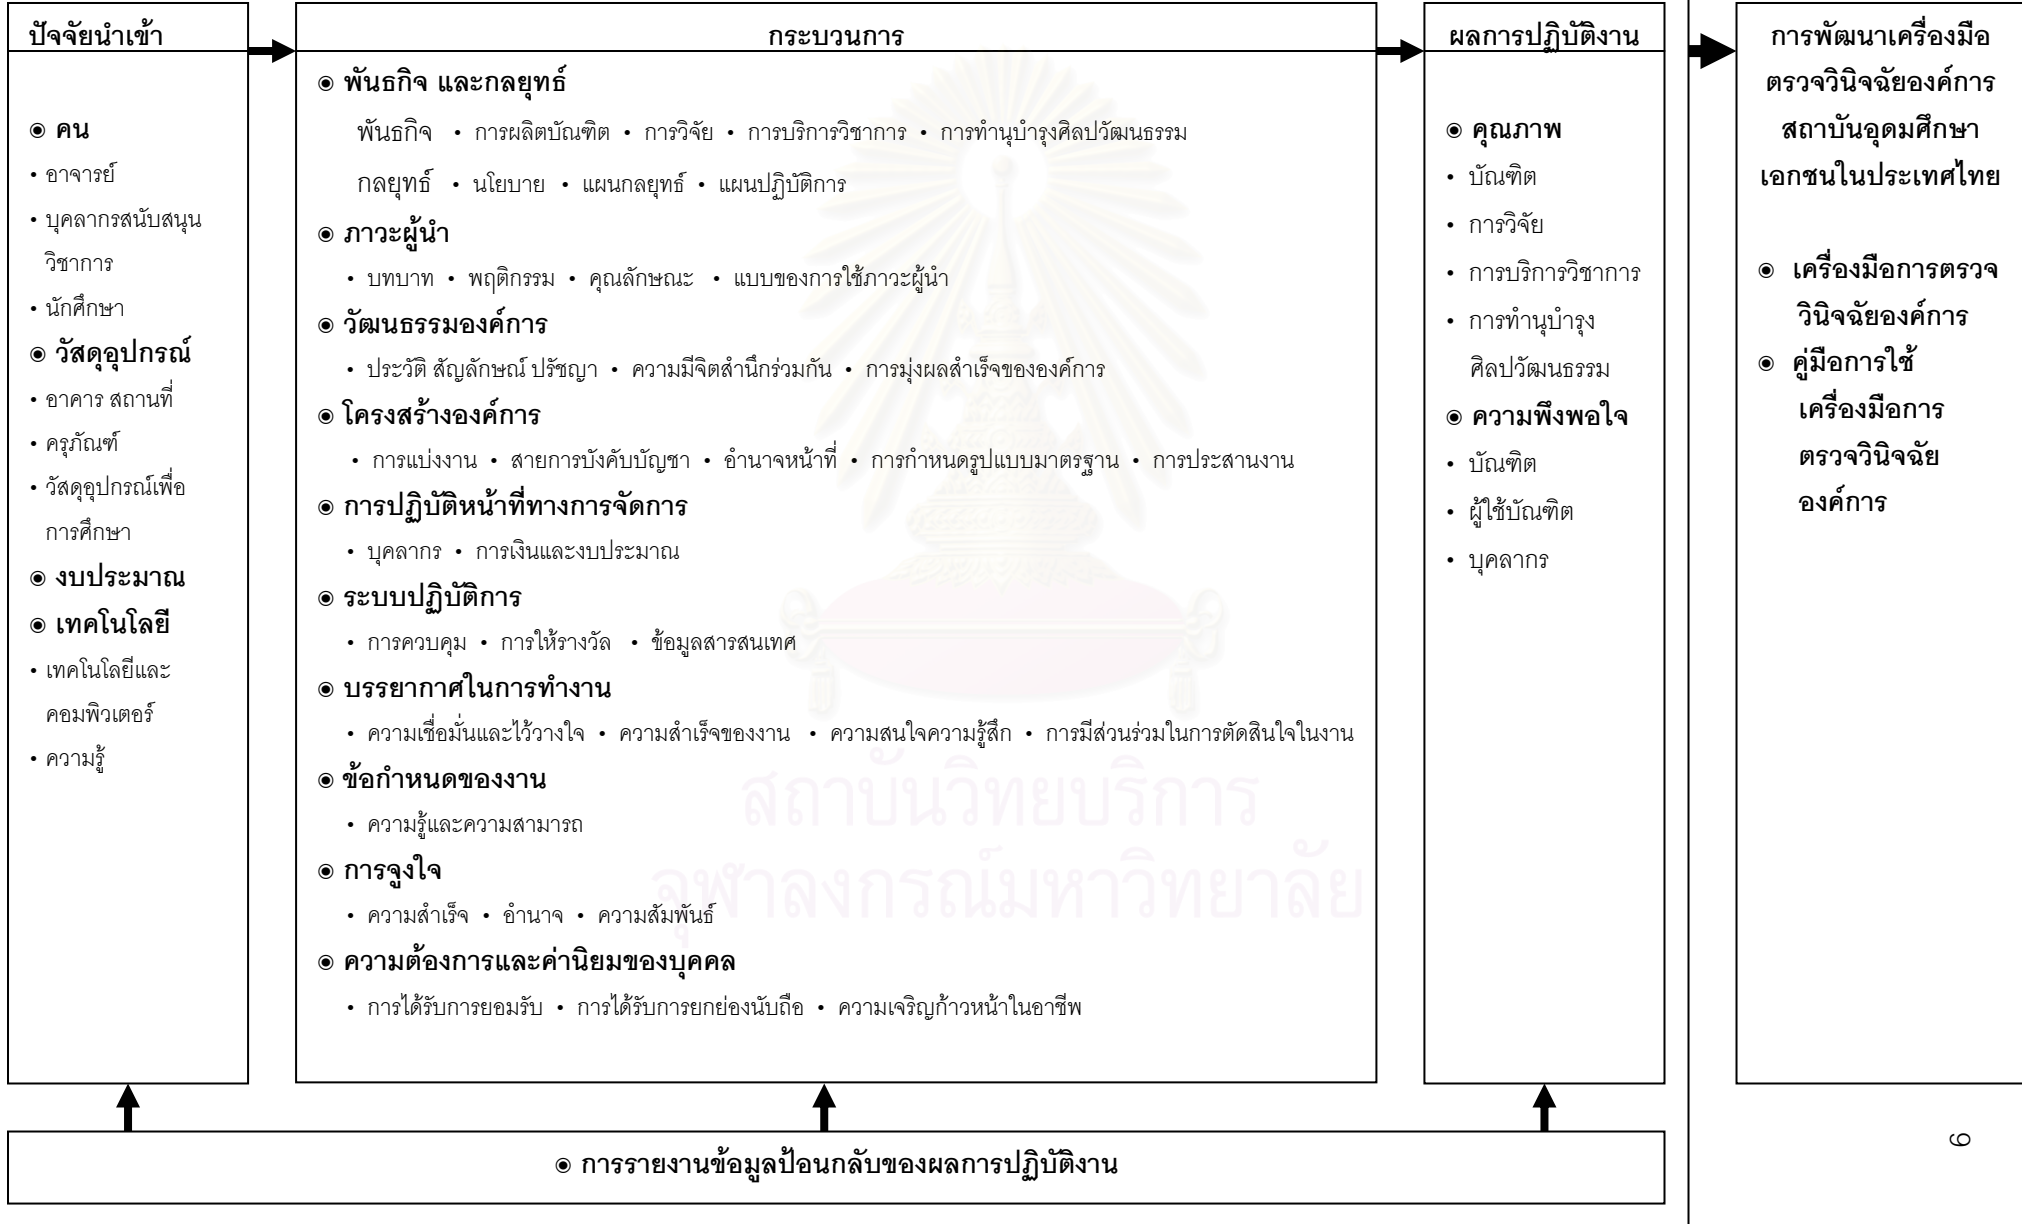 ปัจจัยนำเข้า
◉ คน
• อาจารย์
• บุคลากรสนับสนุน
วิชาการ
• นักศึกษา
◉ วัสดุอุปกรณ์
• อาคาร สถานที่
• ครุภัณฑ์
• วัสดุอุปกรณ์เพื่อ
การศึกษา
◉ งบประมาณ
◉ เทคโนโลยี
• เทคโนโลยีและ
คอมพิวเตอร์
• ความรู้
กระบวนการ
◉ พันธกิจ และกลยุทธ์
พันธกิจ • การผลิตบัณฑิต • การวิจัย • การบริการวิชาการ • การทำนุบำรุงศิลปวัฒนธรรม
กลยุทธ์ • นโยบาย • แผนกลยุทธ์ • แผนปฏิบัติการ
◉ ภาวะผู้นำ
• บทบาท • พฤติกรรม • คุณลักษณะ • แบบของการใช้ภาวะผู้นำ
◉ วัฒนธรรมองค์การ
• ประวัติ สัญลักษณ์ ปรัชญา • ความมีจิตสำนึกร่วมกัน • การมุ่งผลสำเร็จขององค์การ
◉ โครงสร้างองค์การ
• การแบ่งงาน • สายการบังคับบัญชา • อำนาจหน้าที่ • การกำหนดรูปแบบมาตรฐาน • การประสานงาน
◉ การปฏิบัติหน้าที่ทางการจัดการ
• บุคลากร • การเงินและงบประมาณ
◉ ระบบปฏิบัติการ
• การควบคุม • การให้รางวัล • ข้อมูลสารสนเทศ
◉ บรรยากาศในการทำงาน
• ความเชื่อมั่นและไว้วางใจ • ความสำเร็จของงาน • ความสนใจความรู้สึก • การมีส่วนร่วมในการตัดสินใจในงาน
◉ ข้อกำหนดของงาน
• ความรู้และความสามารถ
◉ การจูงใจ
• ความสำเร็จ • อำนาจ • ความสัมพันธ์
◉ ความต้องการและค่านิยมของบุคคล
• การได้รับการยอมรับ • การได้รับการยกย่องนับถือ • ความเจริญก้าวหน้าในอาชีพ
สถาบันวิทยบริการ
จุฬาลงกรณ์มหาวิทยาลัย
ผลการปฏิบัติงาน
◉ คุณภาพ
• บัณฑิต
• การวิจัย
• การบริการวิชาการ
• การทำนุบำรุง
ศิลปวัฒนธรรม
◉ ความพึงพอใจ
• บัณฑิต
• ผู้ใช้บัณฑิต
• บุคลากร
การพัฒนาเครื่องมือ
ตรวจวินิจฉัยองค์การ
สถาบันอุดมศึกษา
เอกชนในประเทศไทย
◉ เครื่องมือการตรวจ
วินิจฉัยองค์การ
◉ คู่มือการใช้
เครื่องมือการ
ตรวจวินิจฉัย
องค์การ
◉ การรายงานข้อมูลป้อนกลับของผลการปฏิบัติงาน